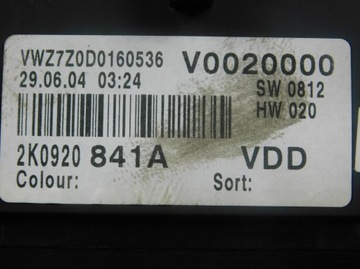 VWZ7Z0D0160536 V0020000
29.06.04 03:24 SW 0812
HW 020
2K0920 841A VDD
Colour: Sort: